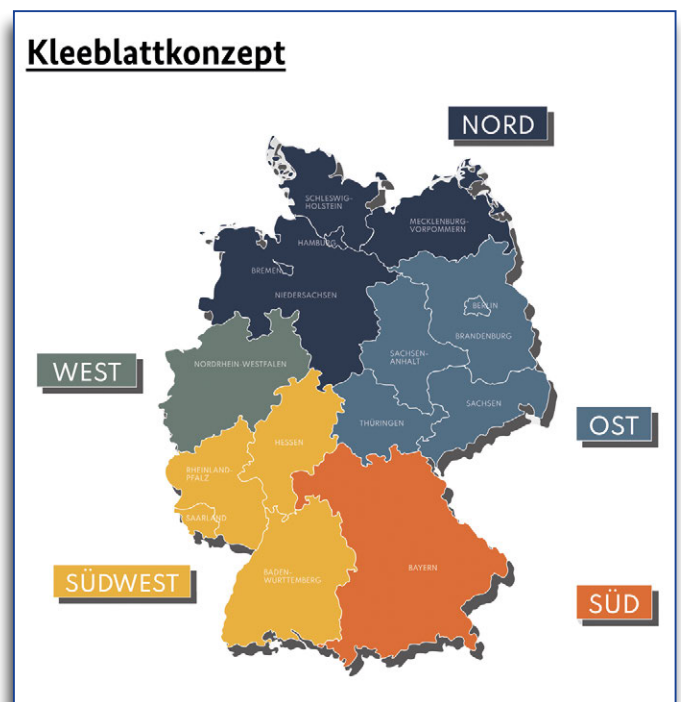 Kleeblattkonzept
NORD
SCHLESWIG-
HOLSTEIN
MECKLENBURG-
VORPOMMERN
HAMBURG
BREMEN
NIEDERSACHSEN
BERLIN
BRANDENBURG
SACHSEN-
ANHALT
WEST
NORDRHEIN-WESTFALEN
SACHSEN
THÜRINGEN
OST
HESSEN
RHEINLAND-
PFALZ
SAARLAND
SÜDWEST
BADEN-
WÜRTTEMBERG
BAYERN
SÜD